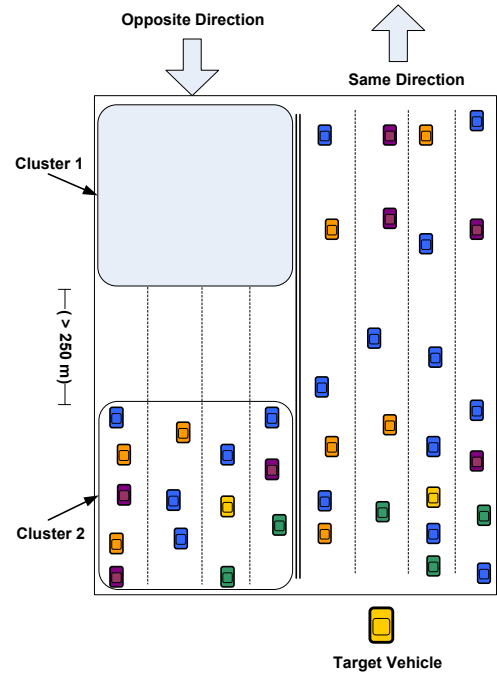 Opposite Direction
Same Direction
Cluster 1
(> 250 m)
Cluster 2
Target Vehicle